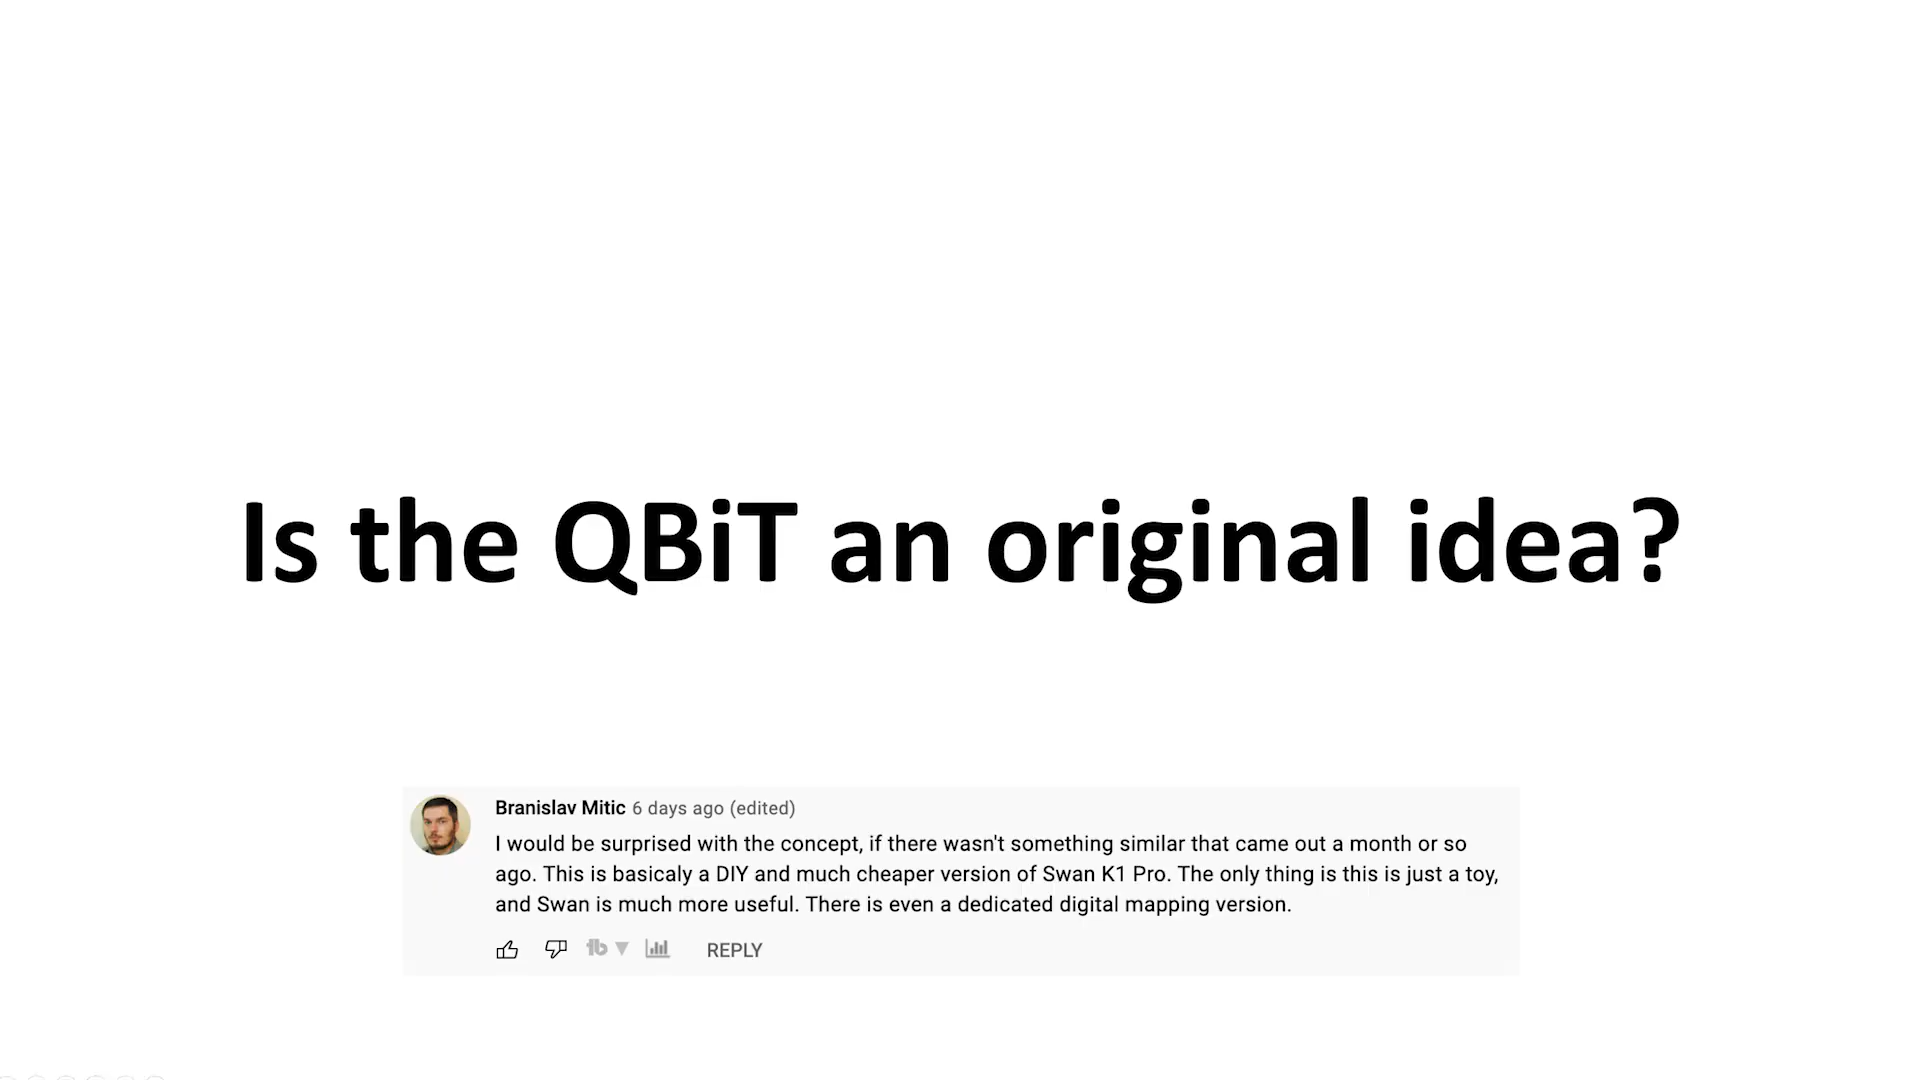 Is the QBiT an original idea?
Branislav Mitic 6 days ago (edited)
I would be surprised with the concept, if there wasn't something similar that came out a month or so
ago. This is basicaly a DIY and much cheaper version of Swan K1 Pro. The only thing is this is just a toy,
and Swan is much more useful. There is even a dedicated digital mapping version.
tb REPLY